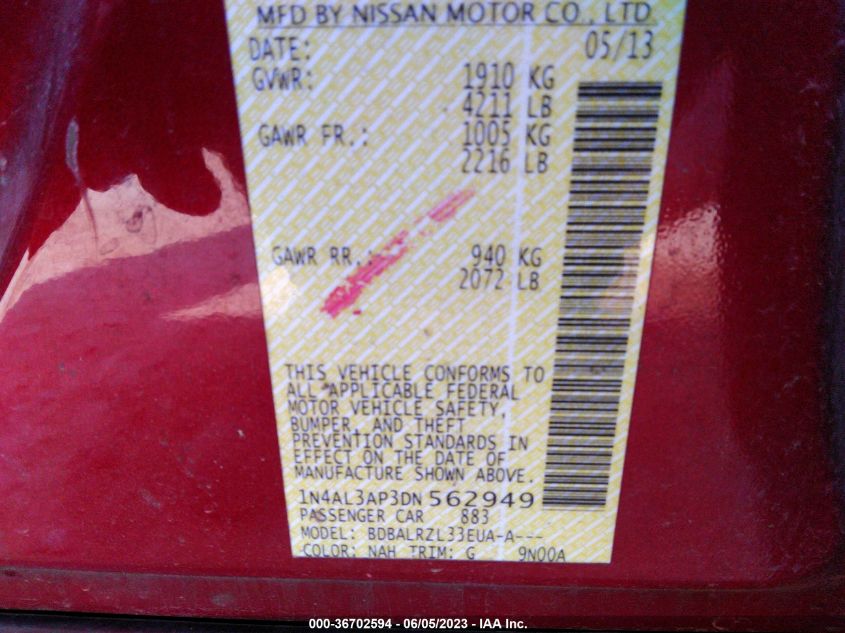 MFD BY NISSAN MOTOR CO., LTD
DATE: 05/13
GVWR: 1910 KG
4211 LB
GAWR FR.: 1005 KG
2216 LB
GAWR RR.: 940 KG
2072 LB
THIS VEHICLE CONFORMS TO
ALL APPLICABLE FEDERAL
MOTOR VEHICLE SAFETY,
BUMPER, AND THEFT
PREVENTION STANDARDS IN
EFFECT ON THE DATE OF
MANUFACTURE SHOWN ABOVE.
1N4AL3AP3DN562949
PASSENGER CAR 883
MODEL: BDBALRZL33EUA-A---
COLOR: NAH TRIM: G 9N00A
000-36702594 - 06/05/2023 - IAA Inc.